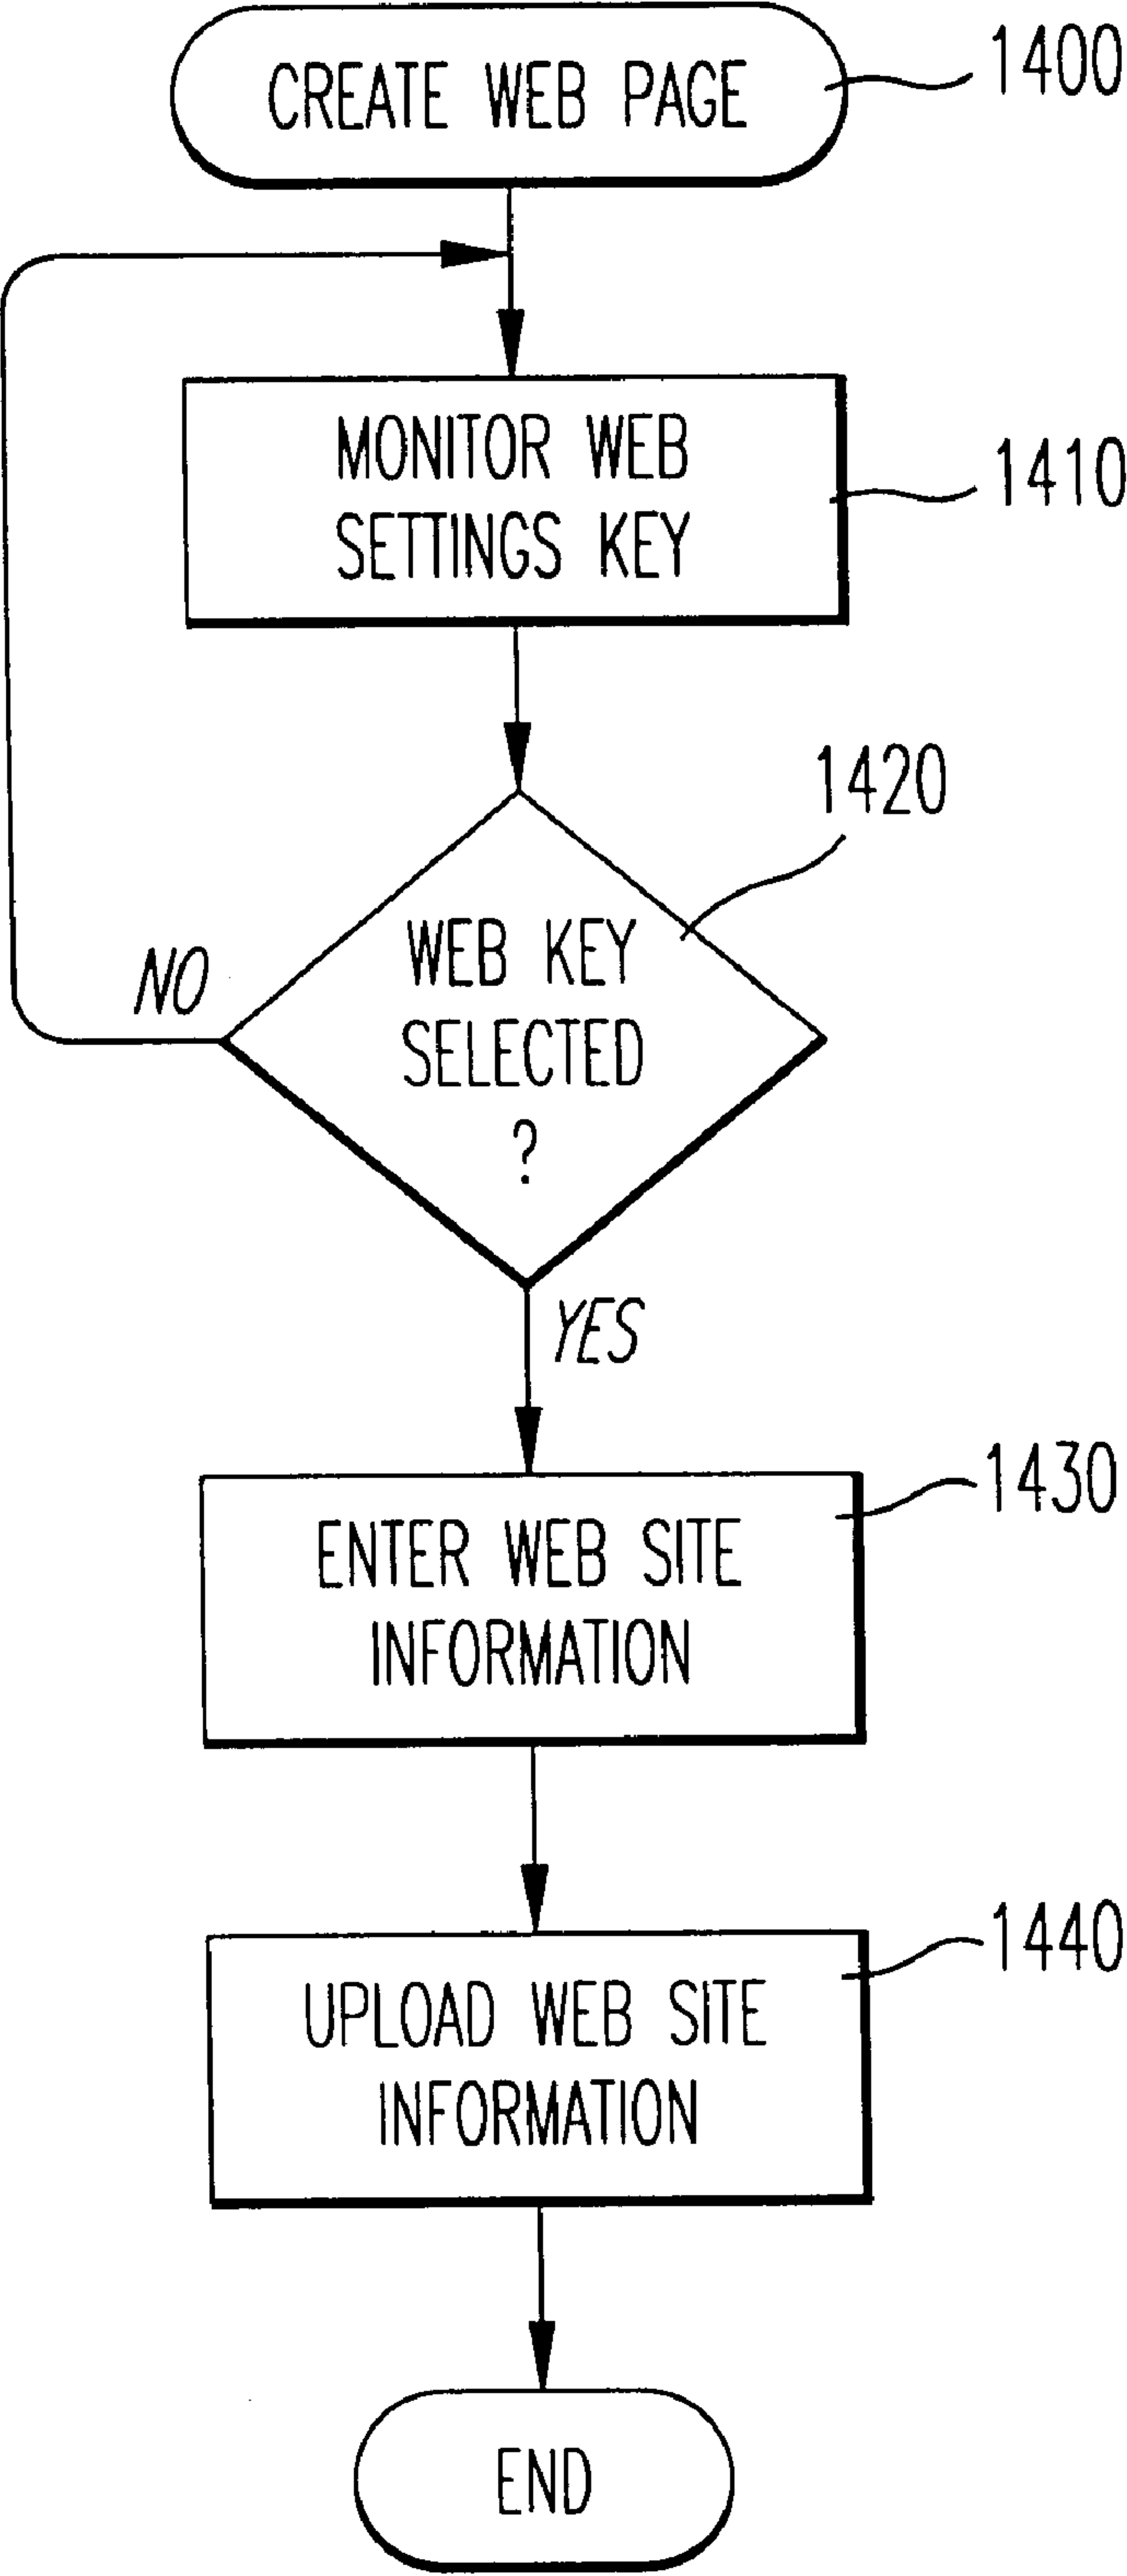 CREATE WEB PAGE
1400
MONITOR WEB
SETTINGS KEY
1410
1420
WEB KEY
SELECTED
?
NO
YES
1430
ENTER WEB SITE
INFORMATION
1440
UPLOAD WEB SITE
INFORMATION
END